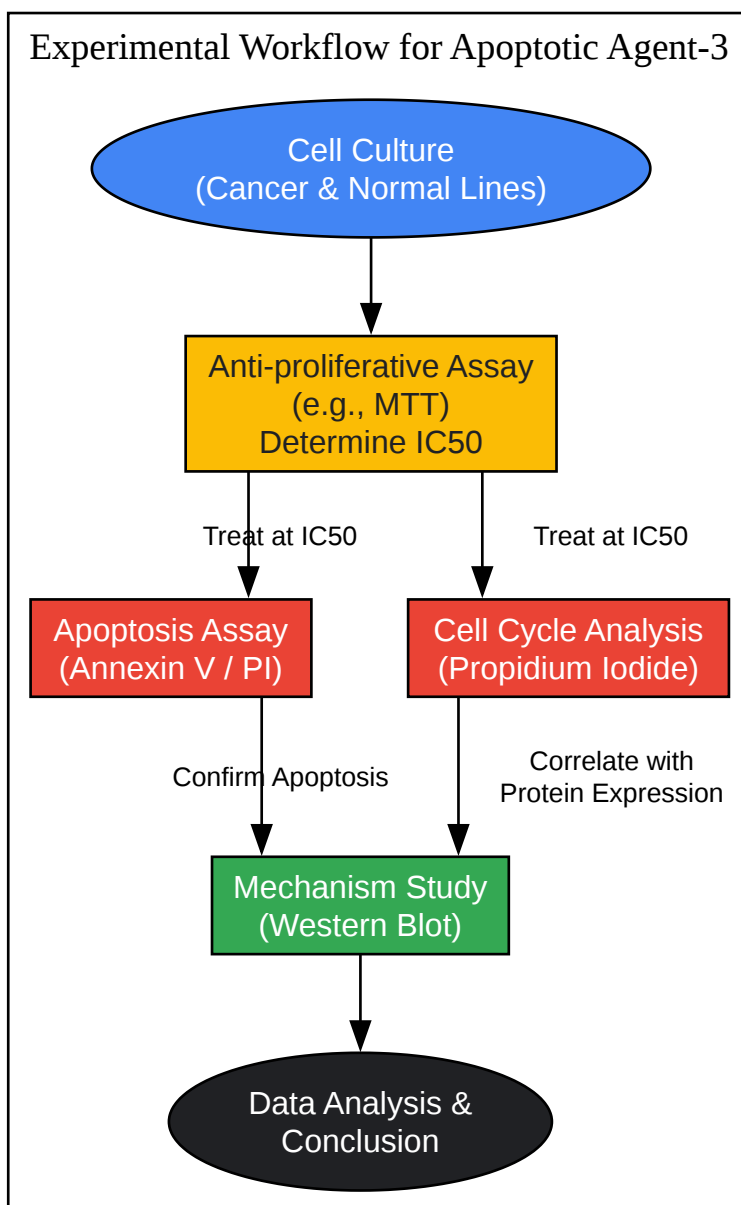 Experimental Workflow for Apoptotic Agent-3
Cell Culture
(Cancer & Normal Lines)
Anti-proliferative Assay
(e.g., MTT)
Determine IC50
Treat at IC50
Treat at IC50
Apoptosis Assay
(Annexin V / PI)
Cell Cycle Analysis
(Propidium Iodide)
Confirm Apoptosis
Correlate with
Protein Expression
Mechanism Study
(Western Blot)
Data Analysis &
Conclusion